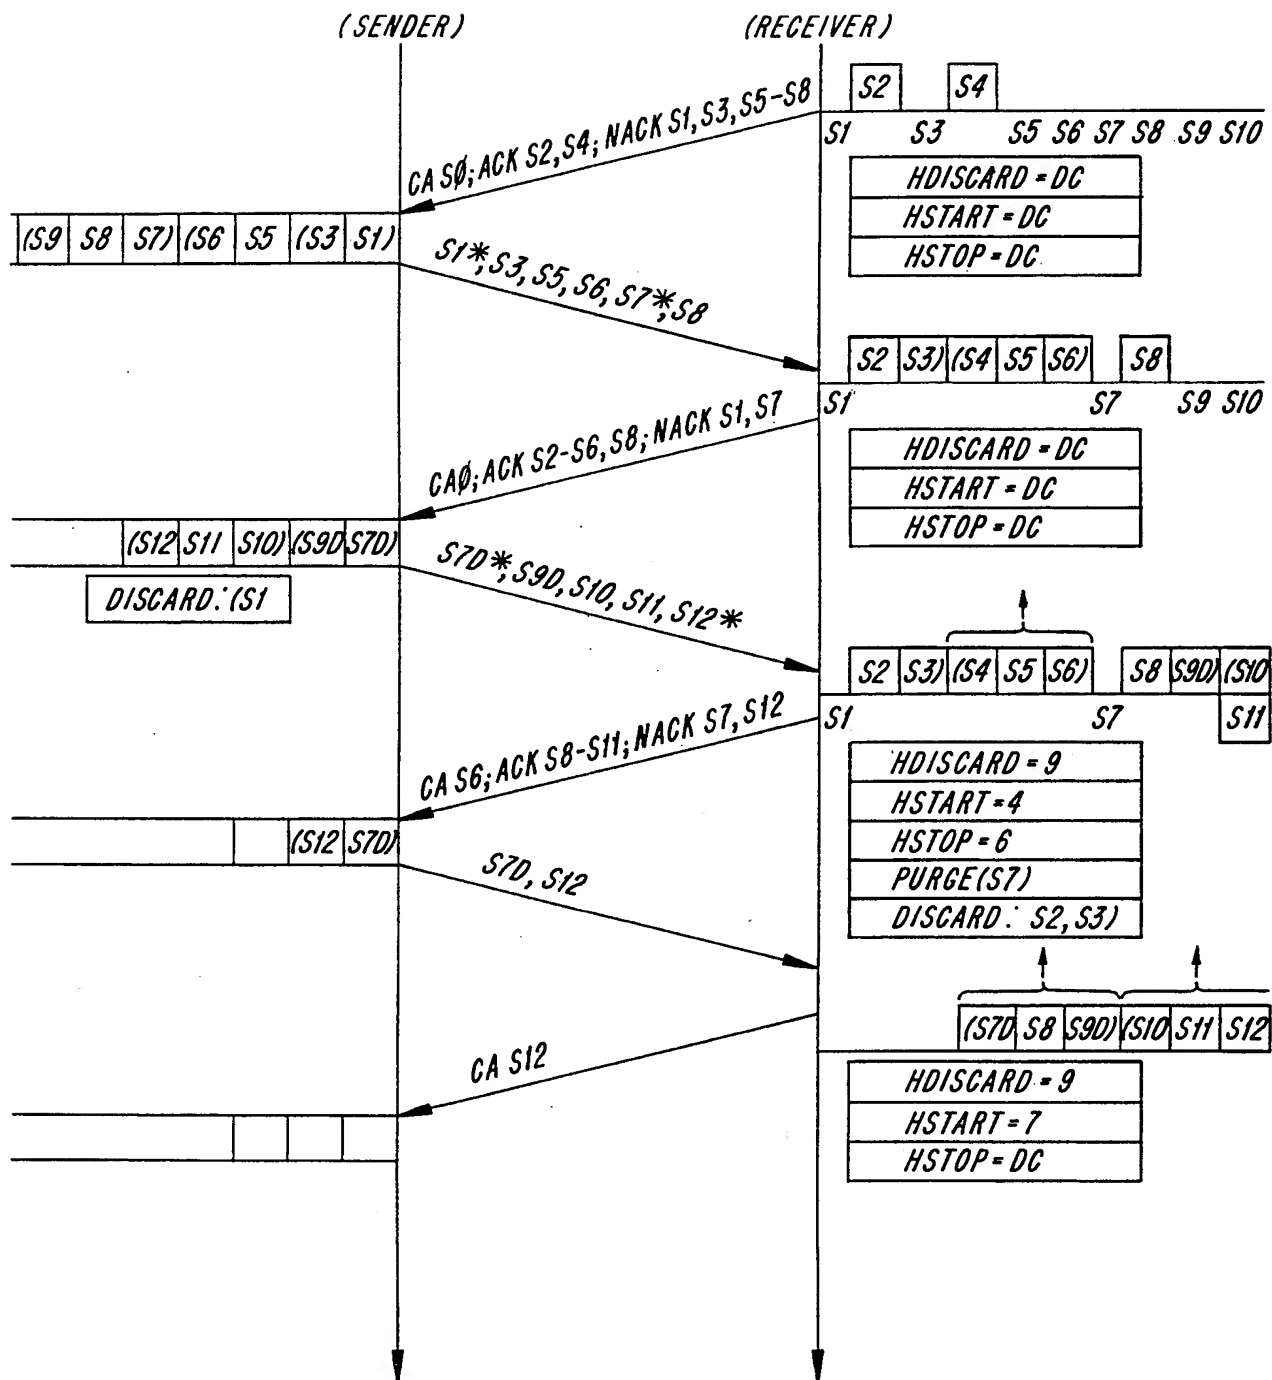 (SENDER)
(RECEIVER)
S2 S4
S1 S3 S5 S6 S7 S8 S9 S10
CA SØ; ACK S2, S4; NACK S1, S3, S5-S8
HDISCARD = DC
HSTART = DC
HSTOP = DC
(S9 S8 S7) (S6 S5 (S3 S1)
S1*, S3, S5, S6, S7*, S8
S2 S3) (S4 S5 S6) S8
S1 S7 S9 S10
CAØ; ACK S2-S6, S8; NACK S1, S7
HDISCARD = DC
HSTART = DC
HSTOP = DC
(S12 S11 S10) (S9D S7D)
DISCARD: (S1
S7D*, S9D, S10, S11, S12*
S2 S3) (S4 S5 S6) S8 S9D) (S10
S1 S7 S11
CA S6; ACK S8-S11; NACK S7, S12
HDISCARD = 9
HSTART = 4
HSTOP = 6
PURGE(S7)
DISCARD: S2, S3)
(S12 S7D)
S7D, S12
(S7D S8 S9D) (S10 S11 S12
CA S12
HDISCARD = 9
HSTART = 7
HSTOP = DC